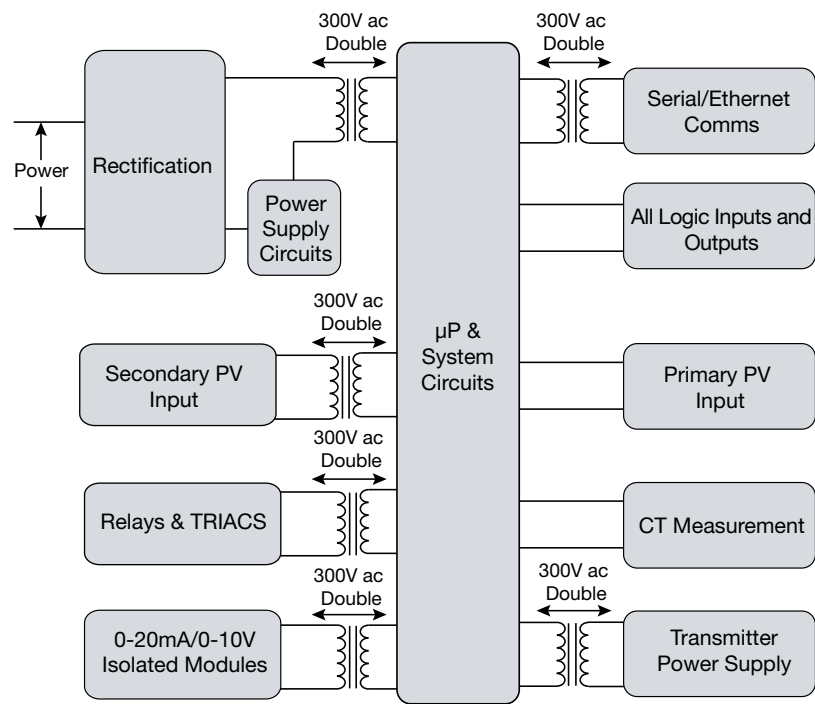 300V ac
Double
300V ac
Double
Power
Rectification
Power
Supply
Circuits
Serial/Ethernet
Comms
All Logic Inputs and
Outputs
300V ac
Double
µP &
System
Circuits
Secondary PV
Input
Primary PV
Input
300V ac
Double
Relays & TRIACS
CT Measurement
300V ac
Double
300V ac
Double
0-20mA/0-10V
Isolated Modules
Transmitter
Power Supply